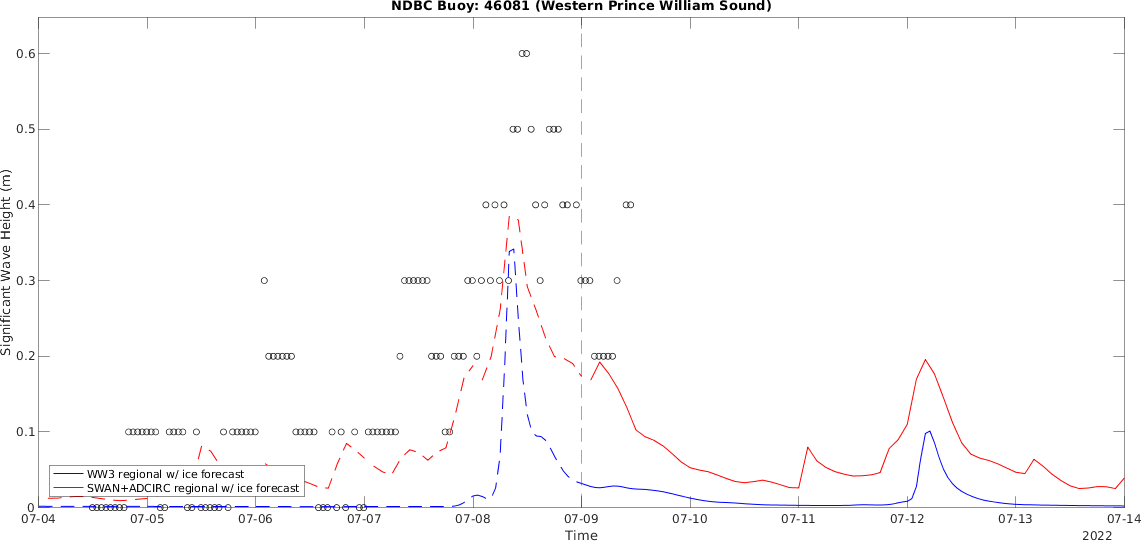 NDBC Buoy: 46081 (Western Prince William Sound)
0.6
0.5
0.4
0.3
0.2
0.1
0
Significant Wave Height (m)
WW3 regional w/ ice forecast
SWAN+ADCIRC regional w/ ice forecast
07-04 07-05 07-06 07-07 07-08 07-09 07-10 07-11 07-12 07-13 07-14
Time
2022